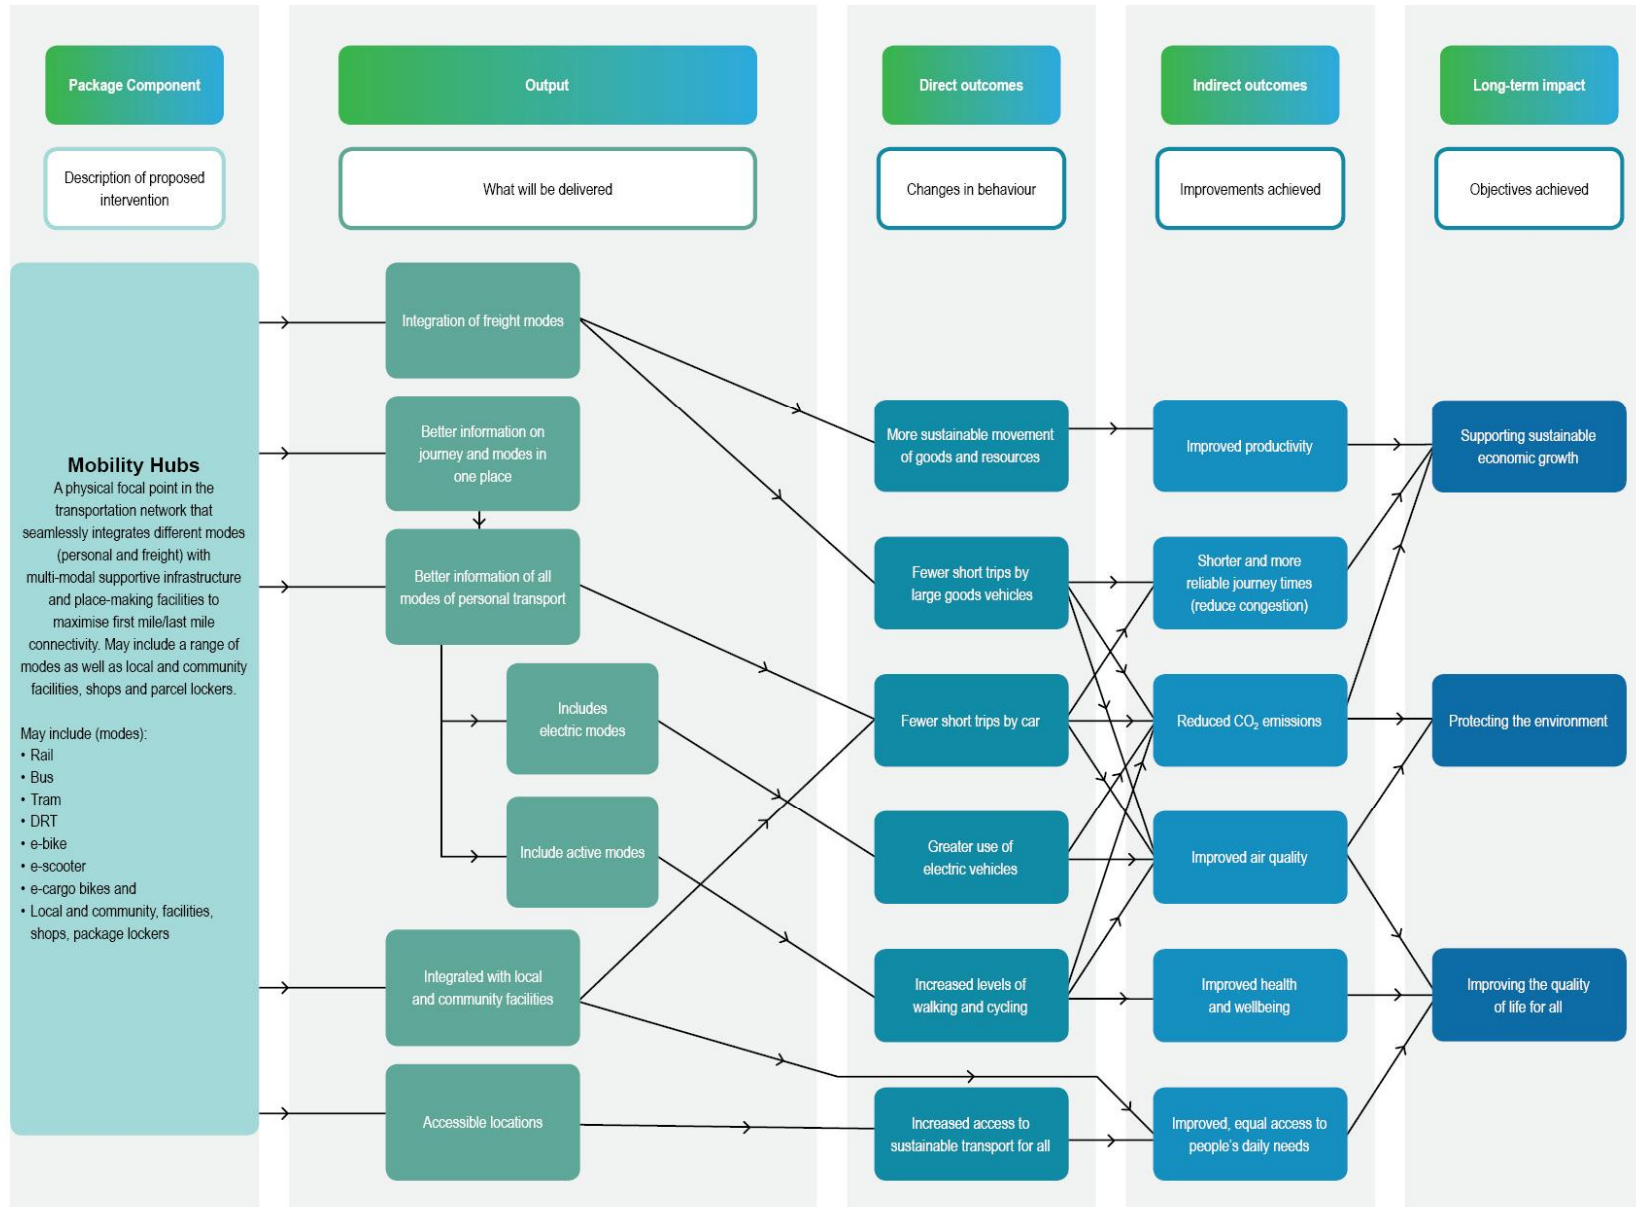 Package Component
Output
Direct outcomes
Indirect outcomes
Long-term impact
Description of proposed
intervention
What will be delivered
Changes in behaviour
Improvements achieved
Objectives achieved
Mobility Hubs
A physical focal point in the
transportation network that
seamlessly integrates different modes
(personal and freight) with
multi-modal supportive infrastructure
and place-making facilities to
maximise first mile/last mile
connectivity. May include a range of
modes as well as local and community
facilities, shops and parcel lockers.
May include (modes):
• Rail
• Bus
• Tram
• DRT
• e-bike
• e-scooter
• e-cargo bikes and
• Local and community, facilities,
shops, package lockers
Integration of freight modes
Better information on
journey and modes in
one place
Better information of all
modes of personal transport
Includes
electric modes
Include active modes
Integrated with local
and community facilities
Accessible locations
More sustainable movement
of goods and resources
Fewer short trips by
large goods vehicles
Fewer short trips by car
Greater use of
electric vehicles
Increased levels of
walking and cycling
Increased access to
sustainable transport for all
Improved productivity
Shorter and more
reliable journey times
(reduce congestion)
Reduced CO₂ emissions
Improved air quality
Improved health
and wellbeing
Improved, equal access to
people's daily needs
Supporting sustainable
economic growth
Protecting the environment
Improving the quality
of life for all